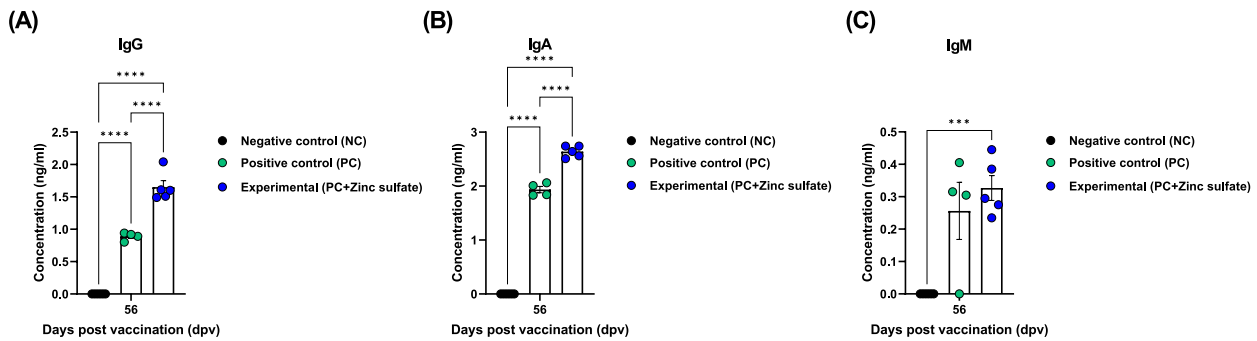 (A)
IgG
****
****
****
Concentration (ng/ml)
2.5
2.0
1.5
1.0
0.5
0.0
56
Days post vaccination (dpv)
Negative control (NC)
Positive control (PC)
Experimental (PC+Zinc sulfate)
(B)
IgA
****
****
****
Concentration (ng/ml)
3
2
1
0
56
Days post vaccination (dpv)
Negative control (NC)
Positive control (PC)
Experimental (PC+Zinc sulfate)
(C)
IgM
***
Concentration (ng/ml)
0.5
0.4
0.3
0.2
0.1
0.0
56
Days post vaccination (dpv)
Negative control (NC)
Positive control (PC)
Experimental (PC+Zinc sulfate)